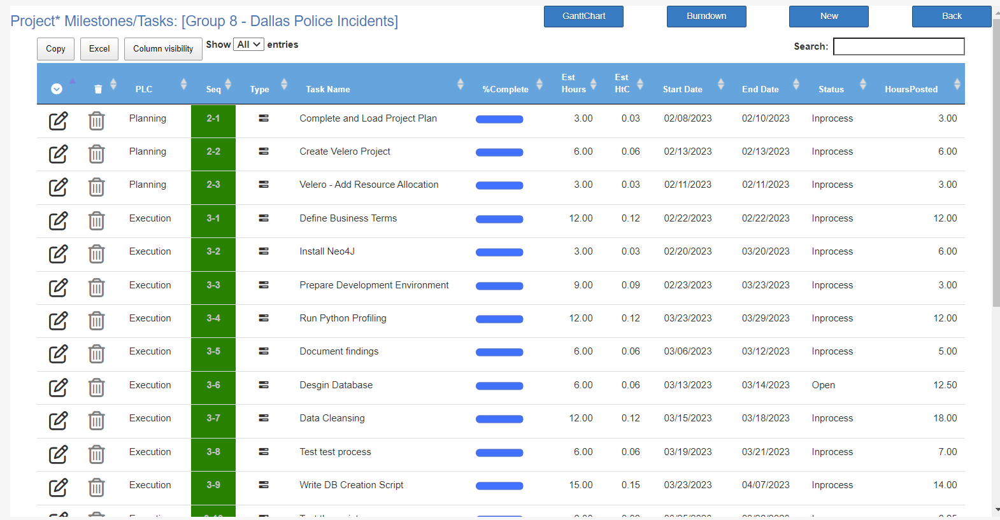 Project* Milestones/Tasks: [Group 8 - Dallas Police Incidents]
GanttChart Burndown New Back
Copy Excel Column visibility Show All entries Search:
PLC Seq Type Task Name %Complete Est Hours Est HtC Start Date End Date Status HoursPosted
Planning 2-1 Complete and Load Project Plan 3.00 0.03 02/08/2023 02/10/2023 Inprocess 3.00
Planning 2-2 Create Velero Project 6.00 0.06 02/13/2023 02/13/2023 Inprocess 6.00
Planning 2-3 Velero - Add Resource Allocation 3.00 0.03 02/11/2023 02/11/2023 Inprocess 3.00
Execution 3-1 Define Business Terms 12.00 0.12 02/22/2023 02/22/2023 Inprocess 12.00
Execution 3-2 Install Neo4J 3.00 0.03 02/20/2023 03/20/2023 Inprocess 6.00
Execution 3-3 Prepare Development Environment 9.00 0.09 02/23/2023 03/23/2023 Inprocess 3.00
Execution 3-4 Run Python Profiling 12.00 0.12 03/23/2023 03/29/2023 Inprocess 12.00
Execution 3-5 Document findings 6.00 0.06 03/06/2023 03/12/2023 Inprocess 5.00
Execution 3-6 Desgin Database 6.00 0.06 03/13/2023 03/14/2023 Open 12.50
Execution 3-7 Data Cleansing 12.00 0.12 03/15/2023 03/18/2023 Inprocess 18.00
Execution 3-8 Test test process 6.00 0.06 03/19/2023 03/21/2023 Inprocess 7.00
Execution 3-9 Write DB Creation Script 15.00 0.15 03/23/2023 04/07/2023 Inprocess 14.00